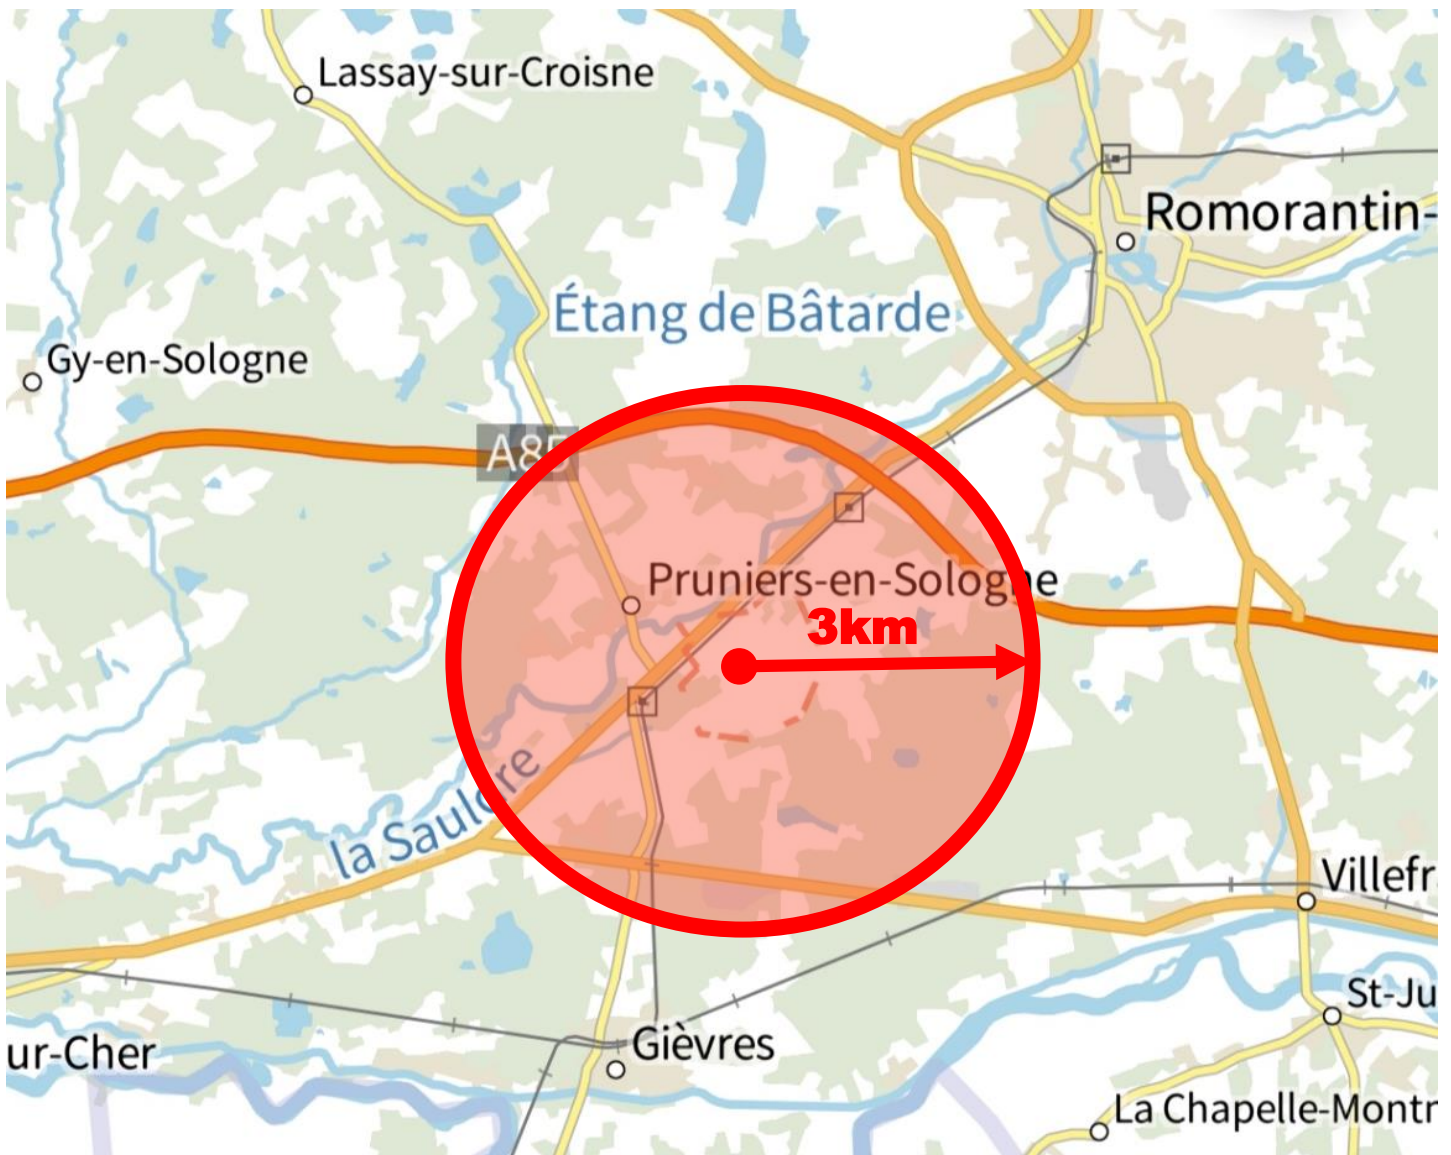 Lassay-sur-Croisne
Romorantin-
Étang de Bâtarde
Gy-en-Sologne
A85
Pruniers-en-Sologne
3km
la Sauldre
Villefr
St-Ju
Gièvres
ur-Cher
La Chapelle-Montr